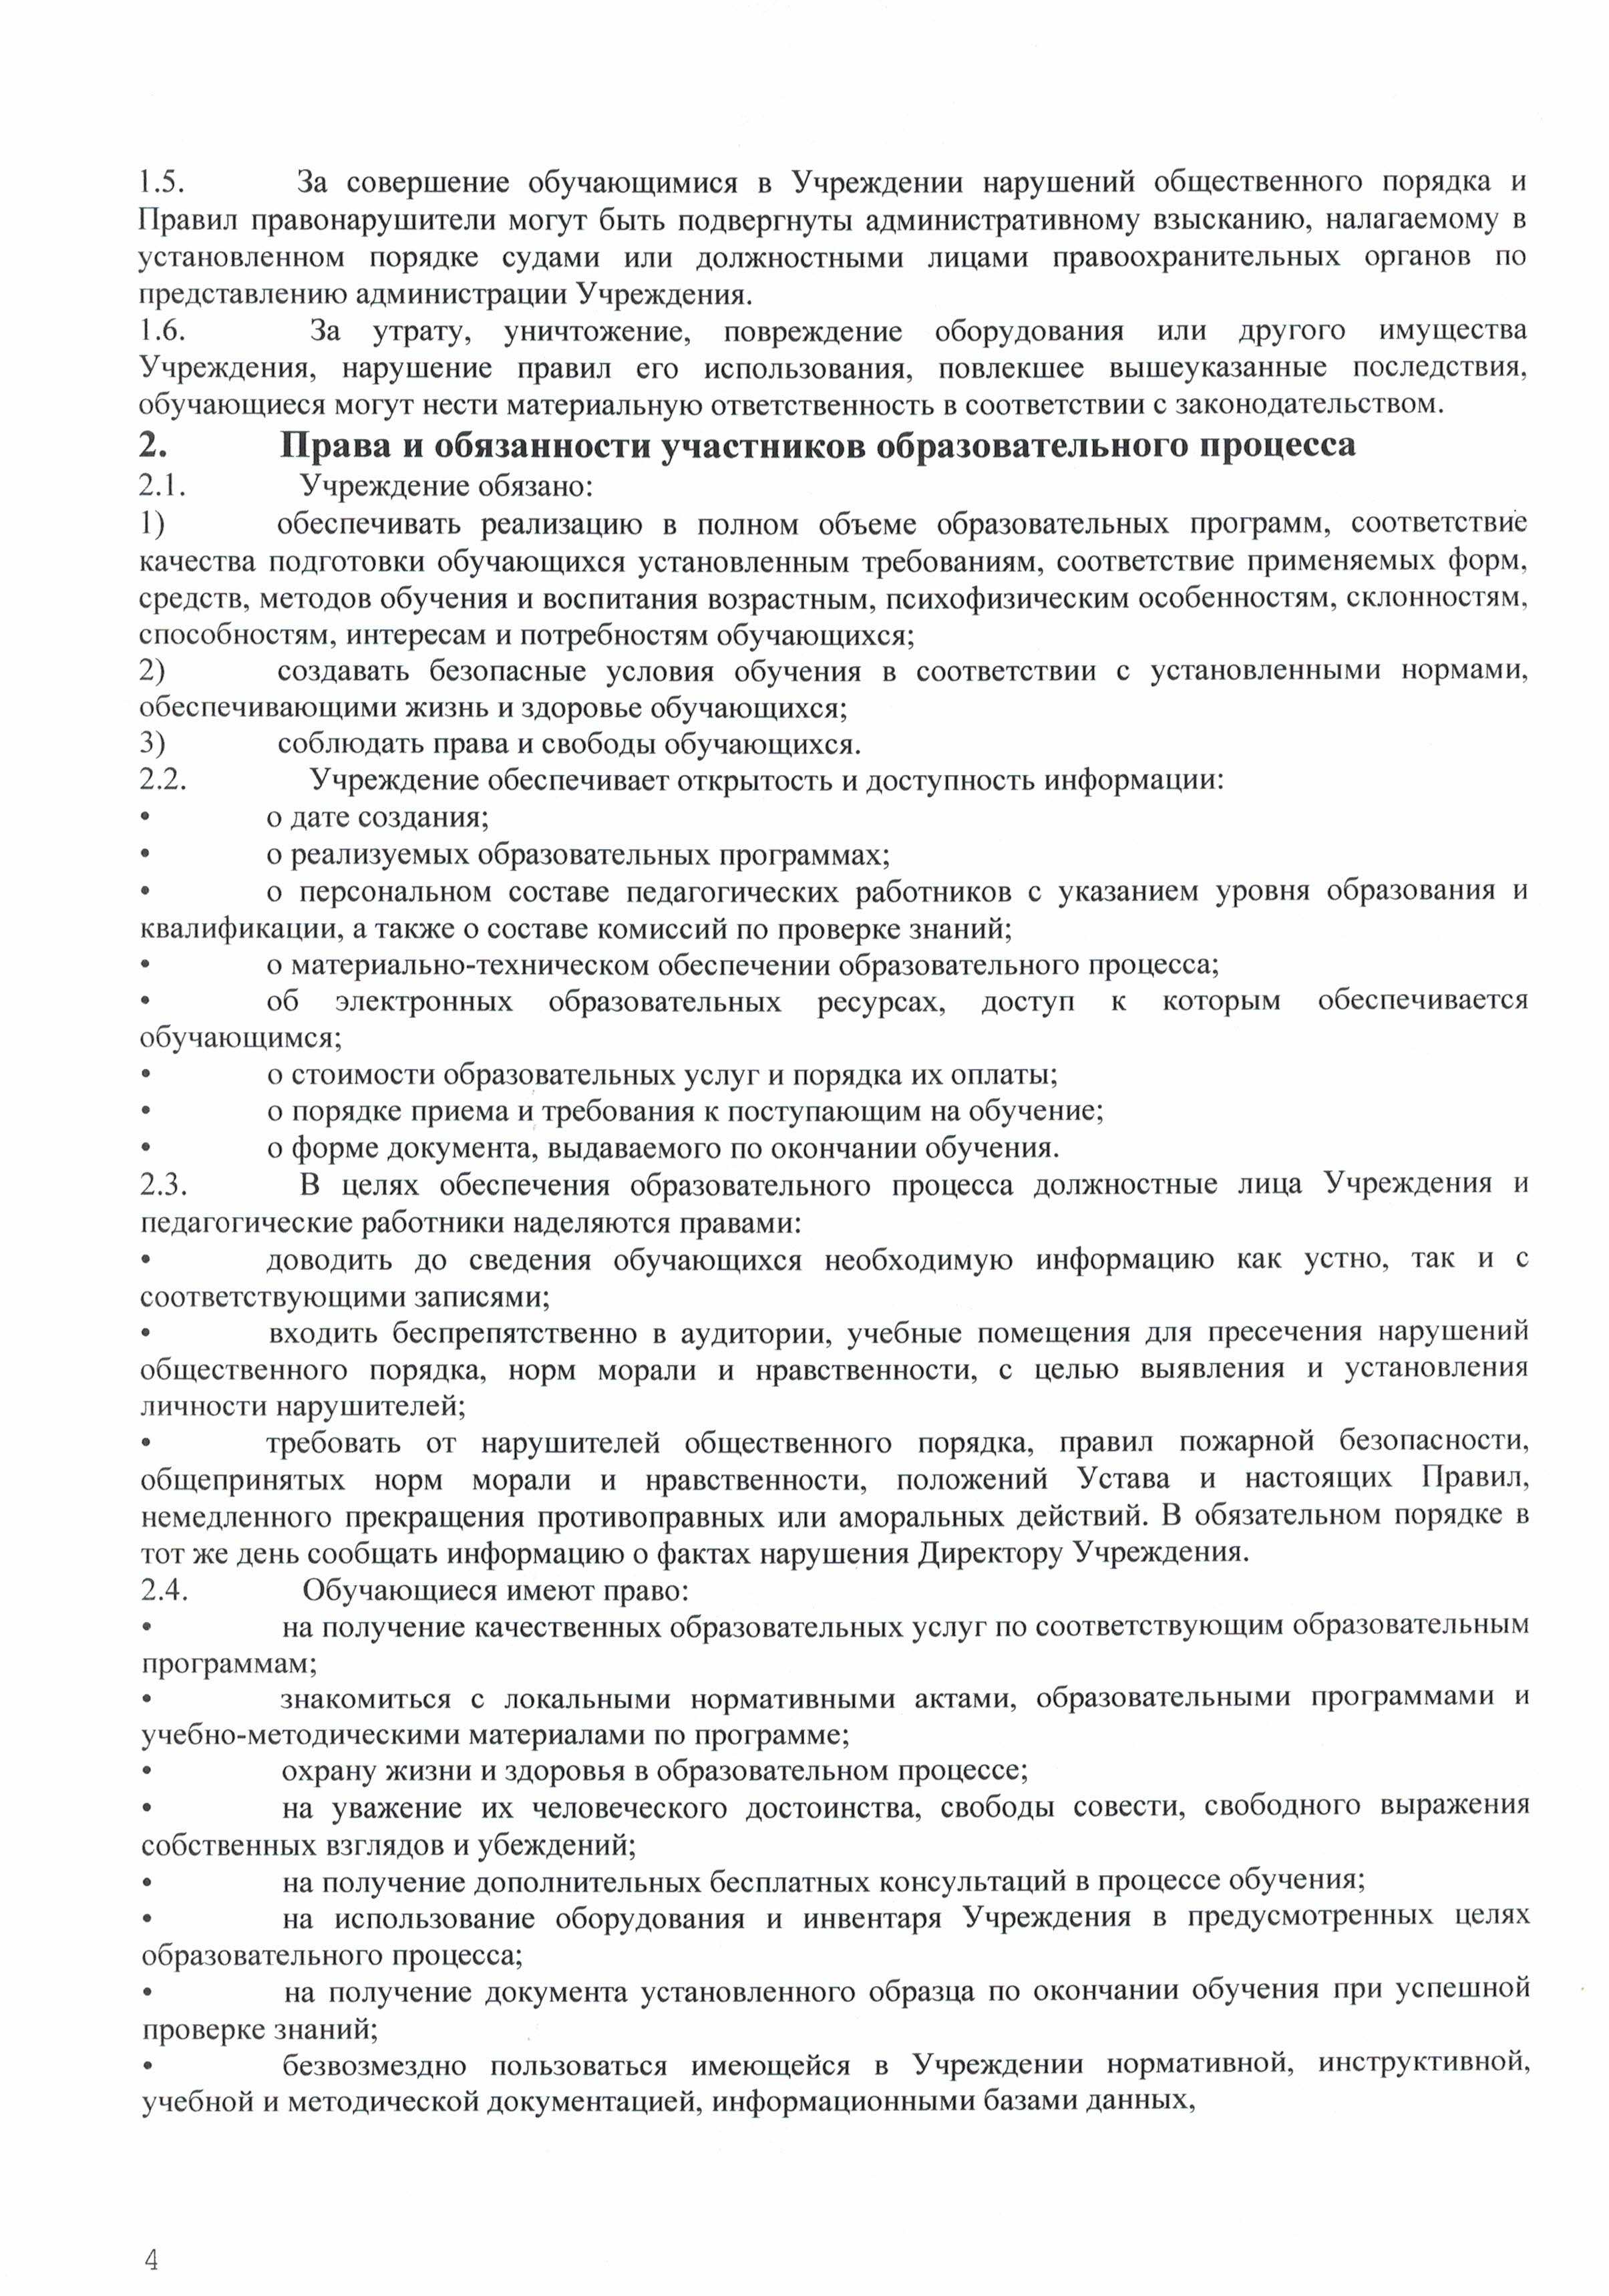 1.5. За совершение обучающимися в Учреждении нарушений общественного порядка и
Правил правонарушители могут быть подвергнуты административному взысканию, налагаемому в
установленном порядке судами или должностными лицами правоохранительных органов по
представлению администрации Учреждения.
1.6. За утрату, уничтожение, повреждение оборудования или другого имущества
Учреждения, нарушение правил его использования, повлекшее вышеуказанные последствия,
обучающиеся могут нести материальную ответственность в соответствии с законодательством.
2. Права и обязанности участников образовательного процесса
2.1. Учреждение обязано:
1) обеспечивать реализацию в полном объеме образовательных программ, соответствие
качества подготовки обучающихся установленным требованиям, соответствие применяемых форм,
средств, методов обучения и воспитания возрастным, психофизическим особенностям, склонностям,
способностям, интересам и потребностям обучающихся;
2) создавать безопасные условия обучения в соответствии с установленными нормами,
обеспечивающими жизнь и здоровье обучающихся;
3) соблюдать права и свободы обучающихся.
2.2. Учреждение обеспечивает открытость и доступность информации:
• о дате создания;
• о реализуемых образовательных программах;
• о персональном составе педагогических работников с указанием уровня образования и
квалификации, а также о составе комиссий по проверке знаний;
• о материально-техническом обеспечении образовательного процесса;
• об электронных образовательных ресурсах, доступ к которым обеспечивается
обучающимся;
• о стоимости образовательных услуг и порядка их оплаты;
• о порядке приема и требования к поступающим на обучение;
• о форме документа, выдаваемого по окончании обучения.
2.3. В целях обеспечения образовательного процесса должностные лица Учреждения и
педагогические работники наделяются правами:
• доводить до сведения обучающихся необходимую информацию как устно, так и с
соответствующими записями;
• входить беспрепятственно в аудитории, учебные помещения для пресечения нарушений
общественного порядка, норм морали и нравственности, с целью выявления и установления
личности нарушителей;
• требовать от нарушителей общественного порядка, правил пожарной безопасности,
общепринятых норм морали и нравственности, положений Устава и настоящих Правил,
немедленного прекращения противоправных или аморальных действий. В обязательном порядке в
тот же день сообщать информацию о фактах нарушения Директору Учреждения.
2.4. Обучающиеся имеют право:
• на получение качественных образовательных услуг по соответствующим образовательным
программам;
• знакомиться с локальными нормативными актами, образовательными программами и
учебно-методическими материалами по программе;
• охрану жизни и здоровья в образовательном процессе;
• на уважение их человеческого достоинства, свободы совести, свободного выражения
собственных взглядов и убеждений;
• на получение дополнительных бесплатных консультаций в процессе обучения;
• на использование оборудования и инвентаря Учреждения в предусмотренных целях
образовательного процесса;
• на получение документа установленного образца по окончании обучения при успешной
проверке знаний;
• безвозмездно пользоваться имеющейся в Учреждении нормативной, инструктивной,
учебной и методической документацией, информационными базами данных,
4